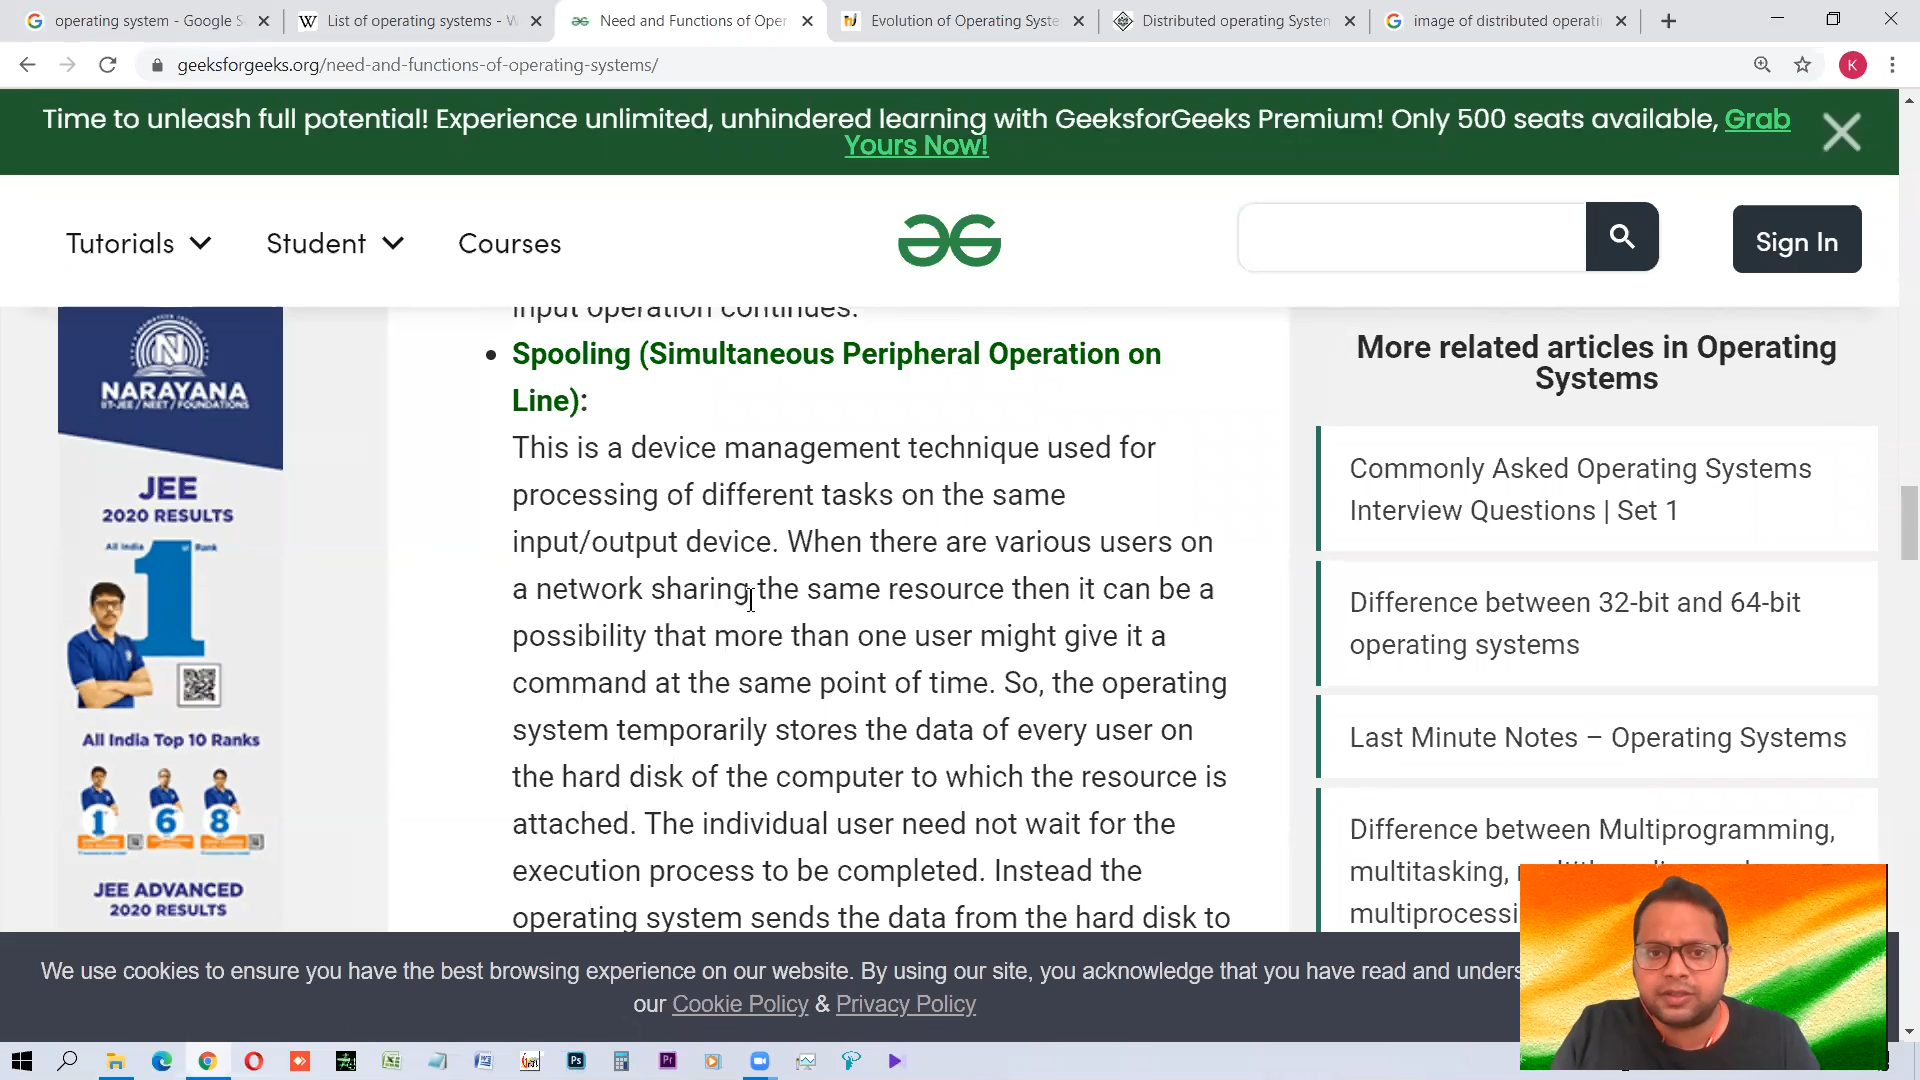 operating system - Google S
List of operating systems - W
Need and Functions of Oper
Evolution of Operating Syste
Distributed operating System
image of distributed operati
geeksforgeeks.org/need-and-functions-of-operating-systems/
K
Time to unleash full potential! Experience unlimited, unhindered learning with GeeksforGeeks Premium! Only 500 seats available, Grab
Yours Now!
Tutorials
Student
Courses
Sign In
input operation continues.
Spooling (Simultaneous Peripheral Operation on
Line):
This is a device management technique used for
processing of different tasks on the same
input/output device. When there are various users on
a network sharing the same resource then it can be a
possibility that more than one user might give it a
command at the same point of time. So, the operating
system temporarily stores the data of every user on
the hard disk of the computer to which the resource is
attached. The individual user need not wait for the
execution process to be completed. Instead the
operating system sends the data from the hard disk to
NARAYANA
IIT-JEE / NEET / FOUNDATIONS
JEE
2020 RESULTS
All India Rank
1
All India Top 10 Ranks
1 6 8
JEE ADVANCED
2020 RESULTS
More related articles in Operating
Systems
Commonly Asked Operating Systems
Interview Questions | Set 1
Difference between 32-bit and 64-bit
operating systems
Last Minute Notes – Operating Systems
Difference between Multiprogramming,
multitasking,
multiprocessi
We use cookies to ensure you have the best browsing experience on our website. By using our site, you acknowledge that you have read and unders
our Cookie Policy & Privacy Policy